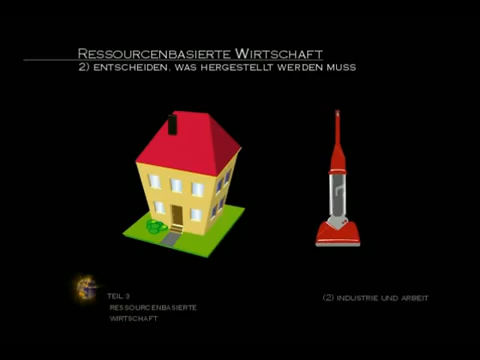 Ressourcenbasierte Wirtschaft
2) entscheiden, was hergestellt werden muss
Teil 3
Ressourcenbasierte
Wirtschaft
(2) Industrie und Arbeit